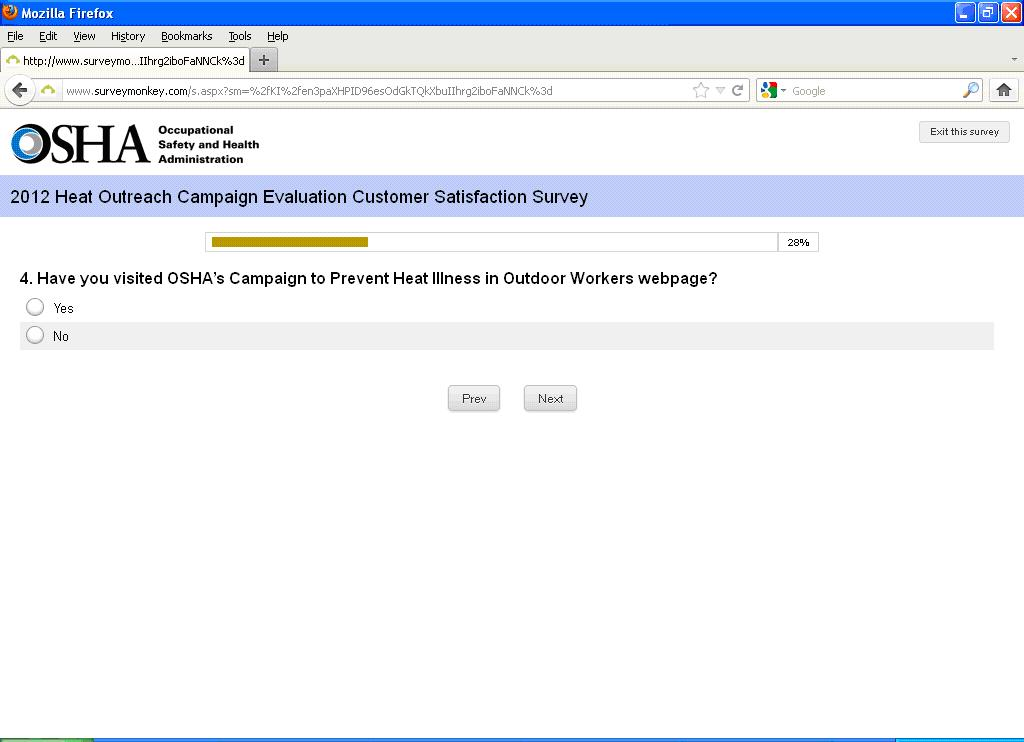 Mozilla Firefox
File Edit View History Bookmarks Tools Help
http://www.surveymo...IIhrg2iboFaNNCk%3d
www.surveymonkey.com/s.aspx?sm=%2fKI%2fen3paXHPID96esOdGkTQkXbuIIhrg2iboFaNNCk%3d
Google
OSHA
Occupational
Safety and Health
Administration
Exit this survey
2012 Heat Outreach Campaign Evaluation Customer Satisfaction Survey
28%
4. Have you visited OSHA's Campaign to Prevent Heat Illness in Outdoor Workers webpage?
Yes
No
Prev Next